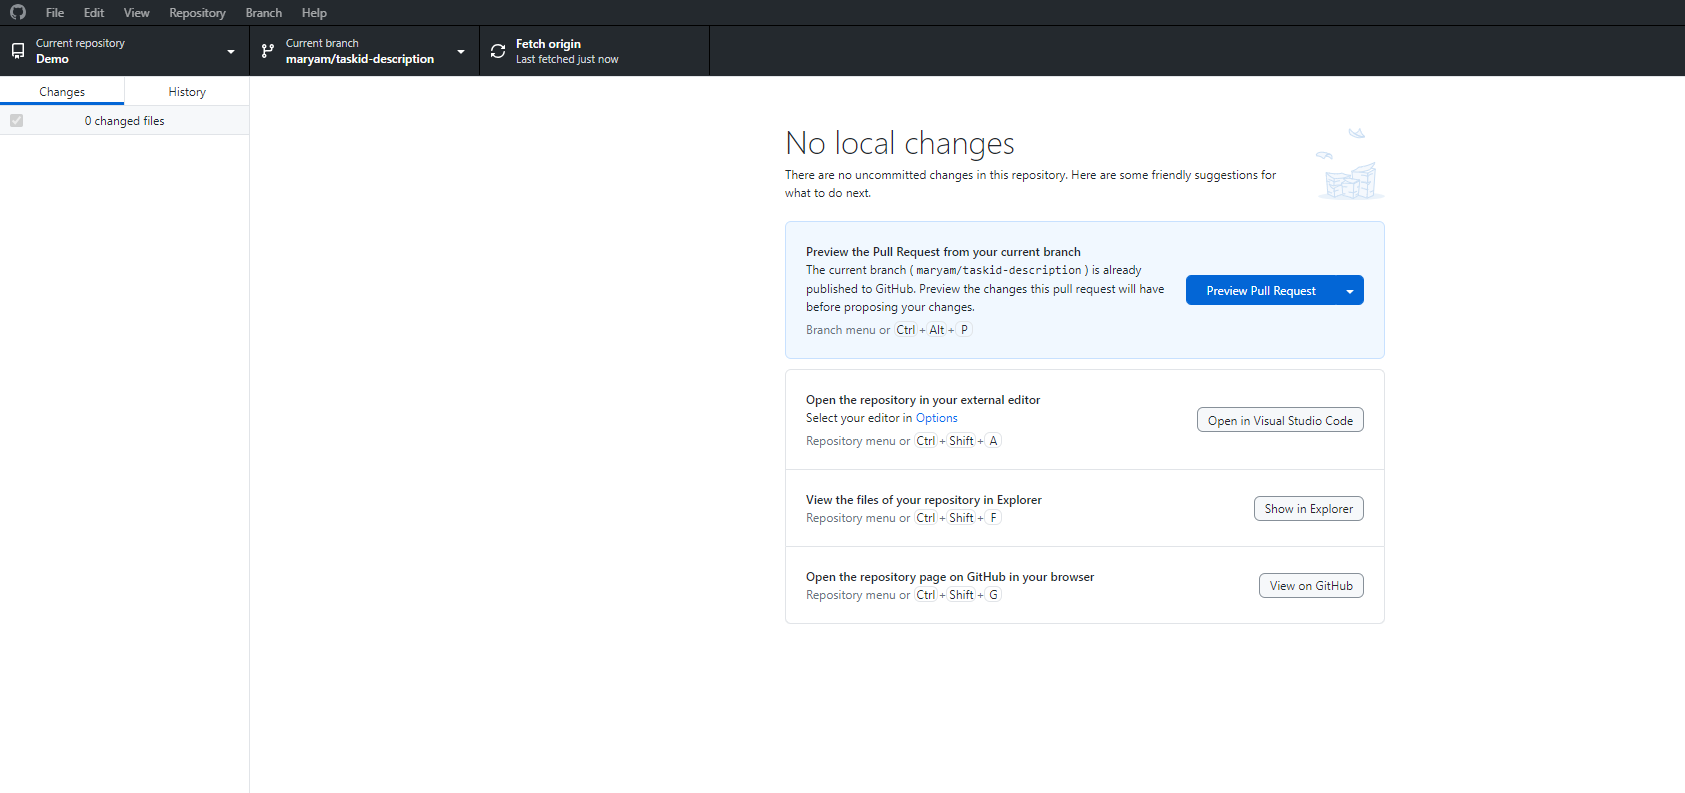 File Edit View Repository Branch Help
Current repository
Demo
Current branch
maryam/taskid-description
Fetch origin
Last fetched just now
Changes
History
0 changed files
No local changes
There are no uncommitted changes in this repository. Here are some friendly suggestions for
what to do next.
Preview the Pull Request from your current branch
The current branch ( maryam/taskid-description ) is already
published to GitHub. Preview the changes this pull request will have
before proposing your changes.
Branch menu or Ctrl + Alt + P
Preview Pull Request
Open the repository in your external editor
Select your editor in Options
Repository menu or Ctrl + Shift + A
Open in Visual Studio Code
View the files of your repository in Explorer
Repository menu or Ctrl + Shift + F
Show in Explorer
Open the repository page on GitHub in your browser
Repository menu or Ctrl + Shift + G
View on GitHub